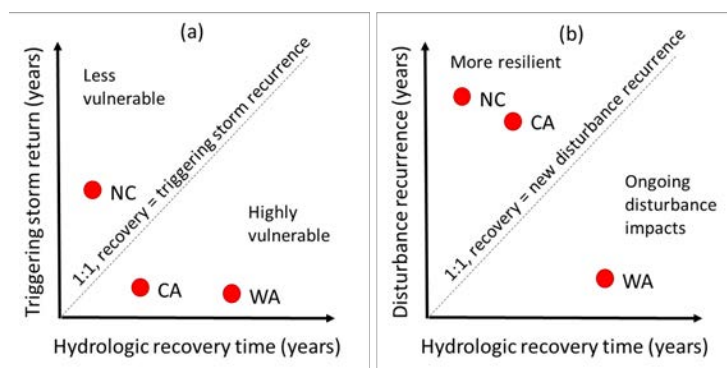 (a)
Triggering storm return (years)
Less
vulnerable
1:1, recovery = triggering storm recurrence
NC
Highly
vulnerable
CA
WA
Hydrologic recovery time (years)
(b)
Disturbance recurrence (years)
More resilient
NC
CA
1:1, recovery = new disturbance recurrence
Ongoing
disturbance
impacts
WA
Hydrologic recovery time (years)